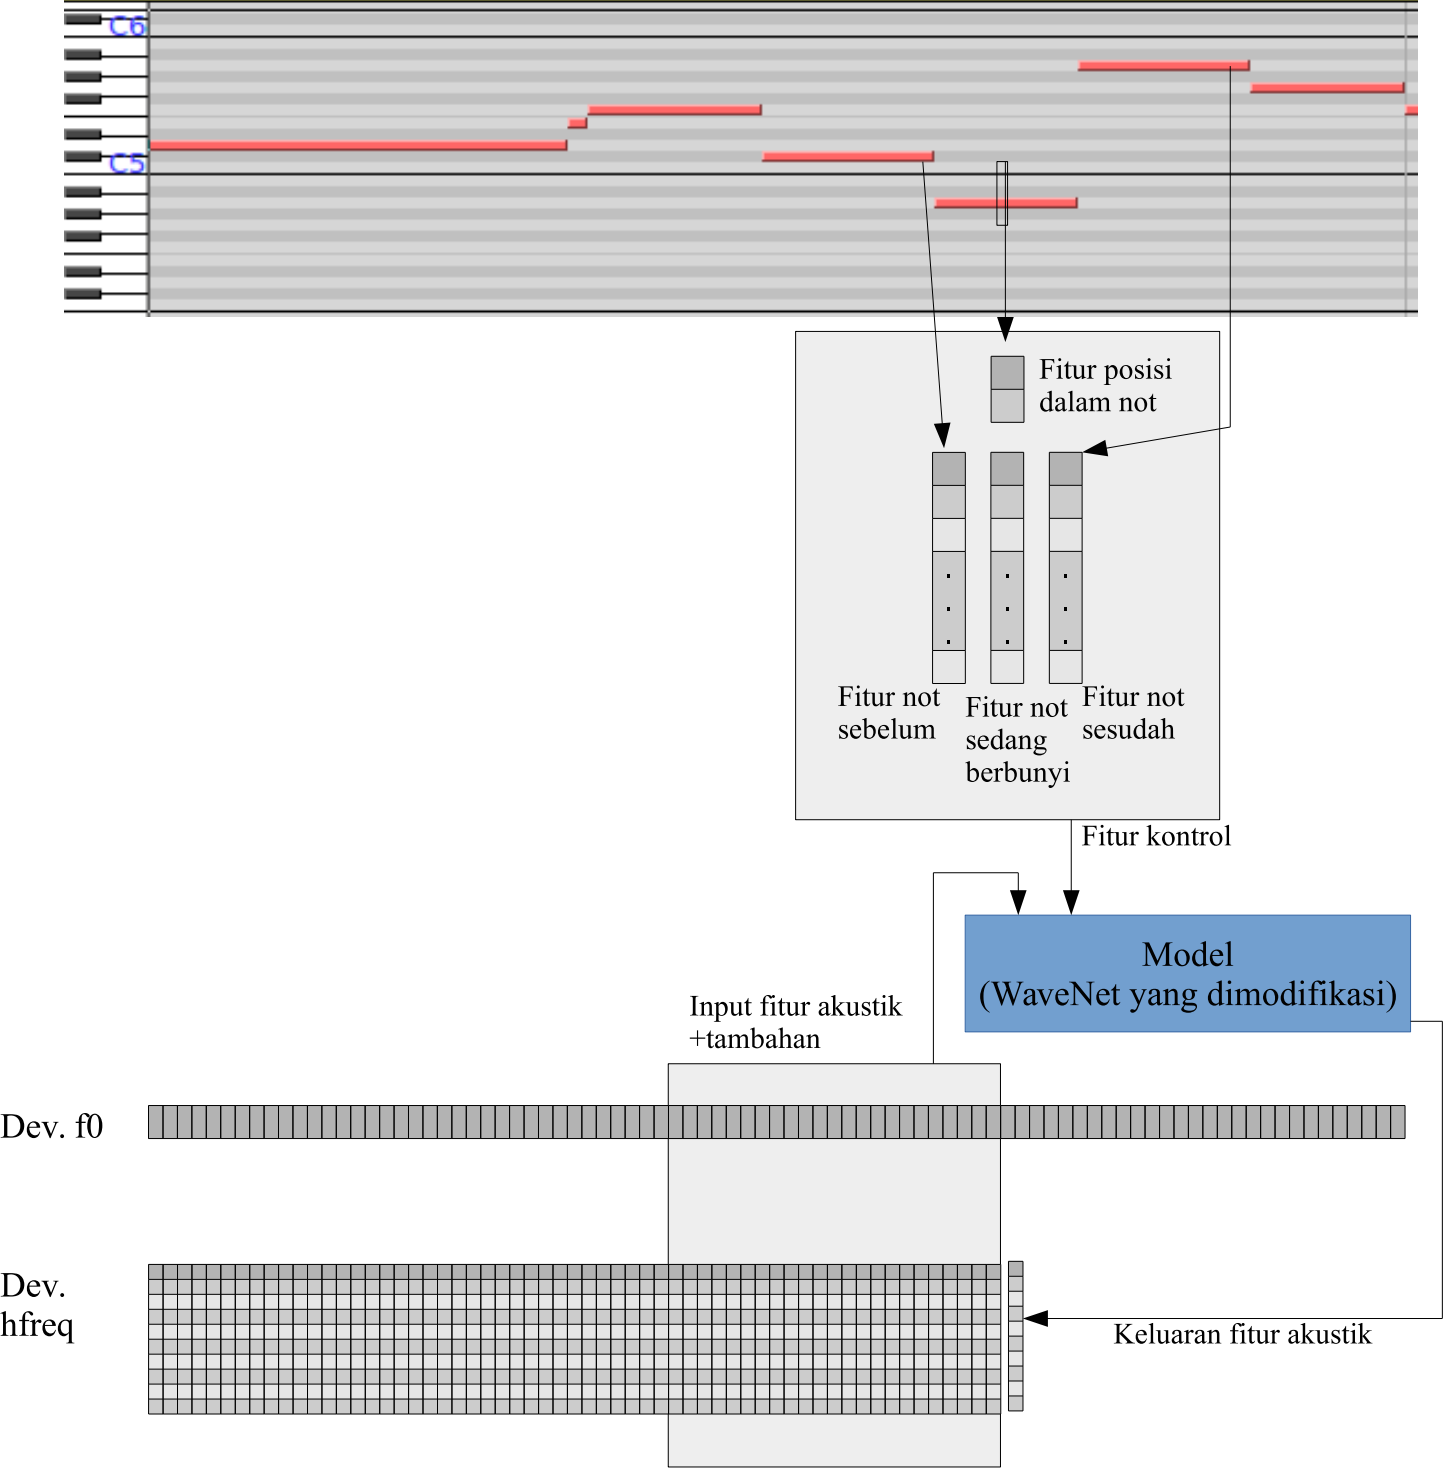 C6
C5
Fitur posisi
dalam not
Fitur not
sebelum
Fitur not
sedang
berbunyi
Fitur not
sesudah
Fitur kontrol
Model
(WaveNet yang dimodifikasi)
Input fitur akustik
+tambahan
Dev. f0
Dev.
hfreq
Keluaran fitur akustik